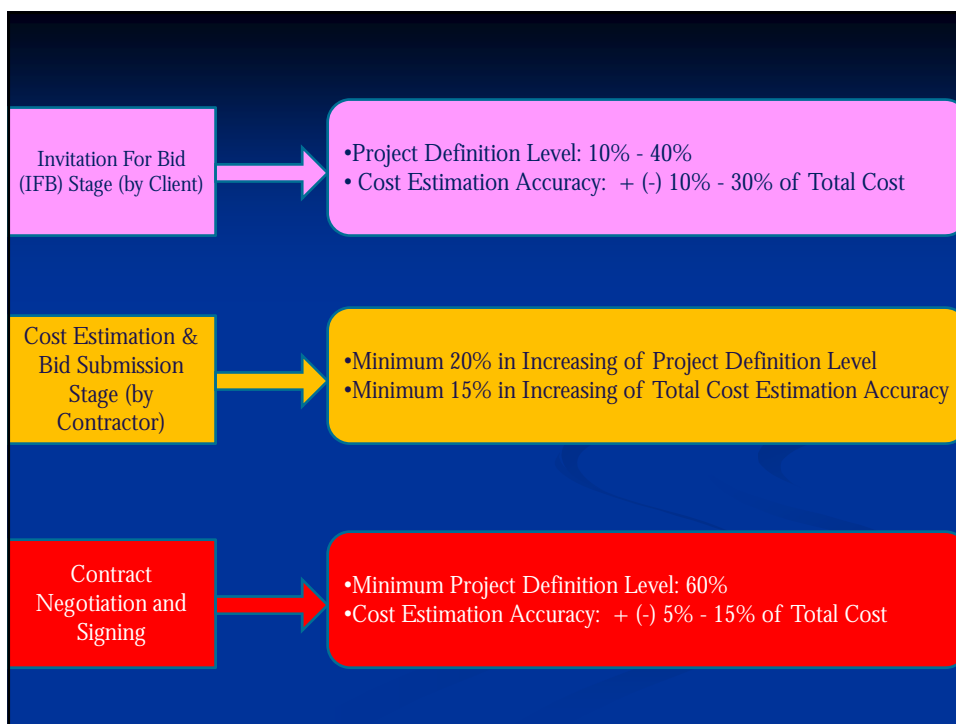 Invitation For Bid
(IFB) Stage (by Client)
•Project Definition Level: 10% - 40%
• Cost Estimation Accuracy: + (-) 10% - 30% of Total Cost
Cost Estimation &
Bid Submission
Stage (by
Contractor)
•Minimum 20% in Increasing of Project Definition Level
•Minimum 15% in Increasing of Total Cost Estimation Accuracy
Contract
Negotiation and
Signing
•Minimum Project Definition Level: 60%
•Cost Estimation Accuracy: + (-) 5% - 15% of Total Cost